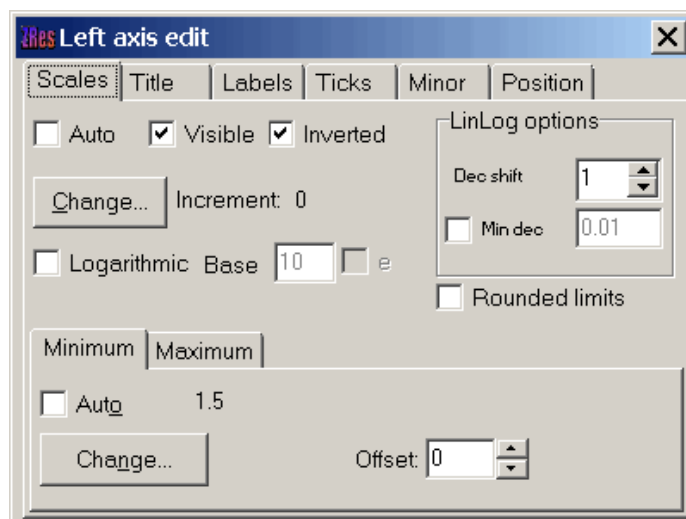 Res Left axis edit
Scales Title Labels Ticks Minor Position
Auto Visible Inverted
LinLog options
Dec shift 1
Change... Increment: 0
Min dec 0.01
Logarithmic Base 10 e
Rounded limits
Minimum Maximum
Auto 1.5
Change... Offset: 0